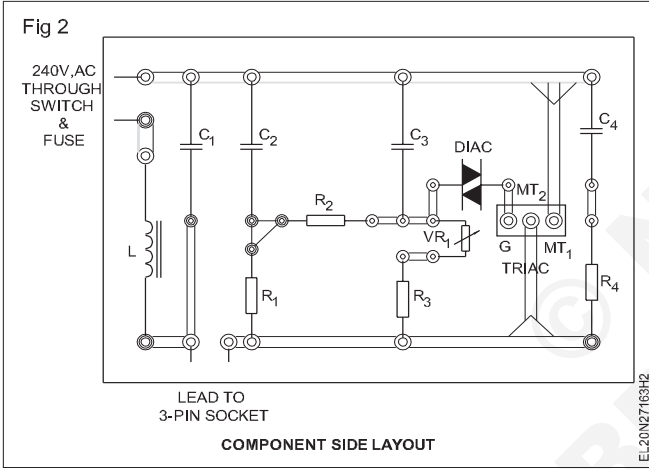 Fig 2
240V,AC
THROUGH
SWITCH
&
FUSE
C1
C2
C3
C4
DIAC
MT2
R2
VR1
G
MT1
TRIAC
L
R1
R3
R4
LEAD TO
3-PIN SOCKET
COMPONENT SIDE LAYOUT
EL20N27163H2